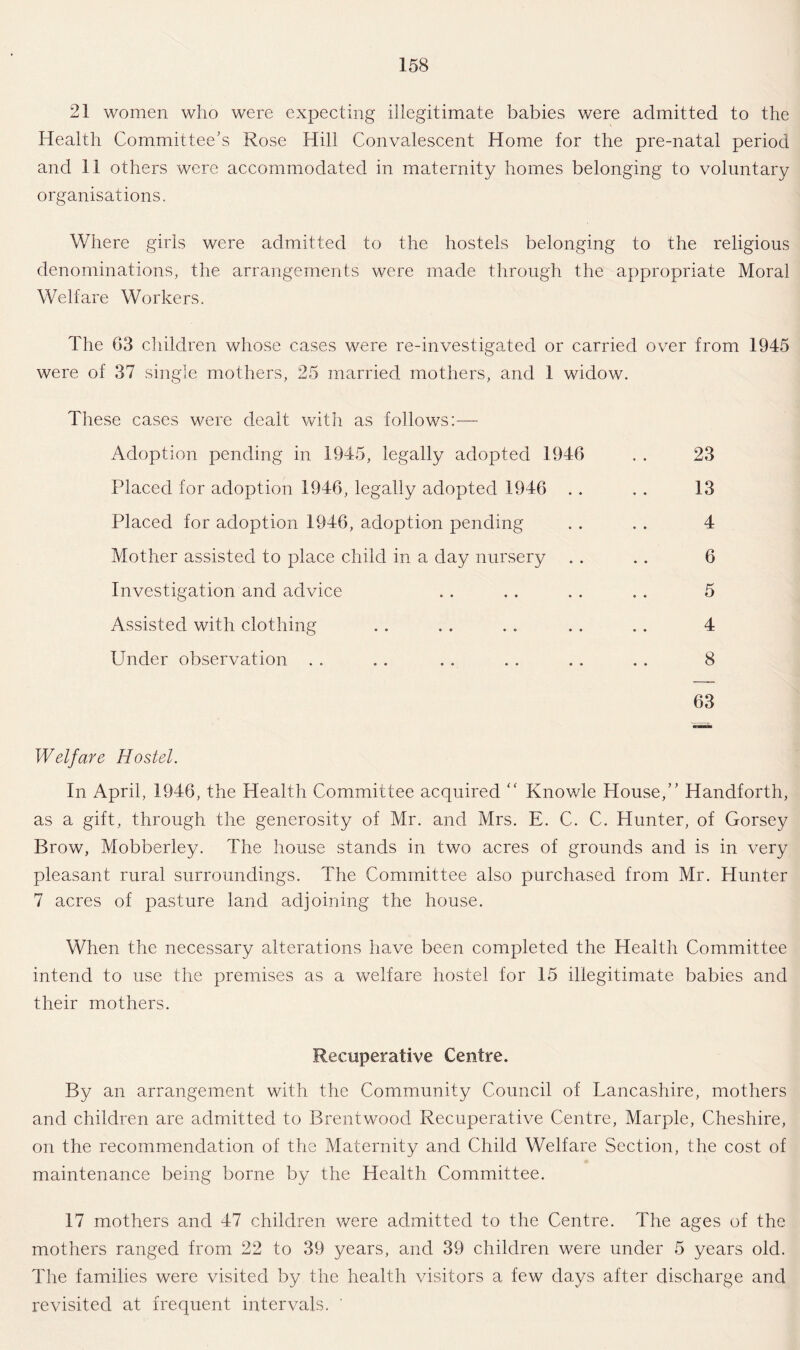 158
21 women who were expecting illegitimate babies were admitted to the
Health Committee's Rose Hill Convalescent Home for the pre-natal period
and 11 others were accommodated in maternity homes belonging to voluntary
organisations.
Where girls were admitted to the hostels belonging to the religious
denominations, the arrangements were made through the appropriate Moral
Welfare Workers.
The 63 children whose cases were re-investigated or carried over from 1945
were of 37 single mothers, 25 married mothers, and 1 widow.
These cases were dealt with as follows:—
Adoption pending in 1945, legally adopted 1946 . . 23
Placed for adoption 1946, legally adopted 1946 . . . . 13
Placed for adoption 1946, adoption pending . . . . 4
Mother assisted to place child in a day nursery . . . . 6
Investigation and advice . . . . . . . . 5
Assisted with clothing . . . . . . . . . . 4
Under observation . . . . . . . . . . . . 8
63
Welfare Hostel.
In April, 1946, the Health Committee acquired “ Knowle House,” Handforth,
as a gift, through the generosity of Mr. and Mrs. E. C. C. Hunter, of Gorsey
Brow, Mobberley. The house stands in two acres of grounds and is in very
pleasant rural surroundings. The Committee also purchased from Mr. Hunter
7 acres of pasture land adjoining the house.
When the necessary alterations have been completed the Health Committee
intend to use the premises as a welfare hostel for 15 illegitimate babies and
their mothers.
Recuperative Centre.
By an arrangement with the Community Council of Lancashire, mothers
and children are admitted to Brentwood Recuperative Centre, Marple, Cheshire,
on the recommendation of the Maternity and Child Welfare Section, the cost of
maintenance being borne by the Health Committee.
17 mothers and 47 children were admitted to the Centre. The ages of the
mothers ranged from 22 to 39 years, and 39 children were under 5 years old.
The families were visited by the health visitors a few days after discharge and
revisited at frequent intervals.